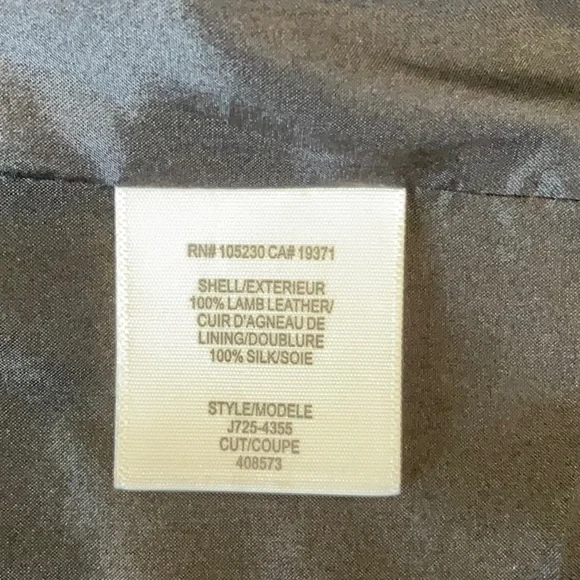 RN# 105230 CA# 19371
SHELL/EXTERIEUR
100% LAMB LEATHER/
CUIR D'AGNEAU DE
LINING/DOUBLURE
100% SILK/SOIE
STYLE/MODELE
J725-4355
CUT/COUPE
408573